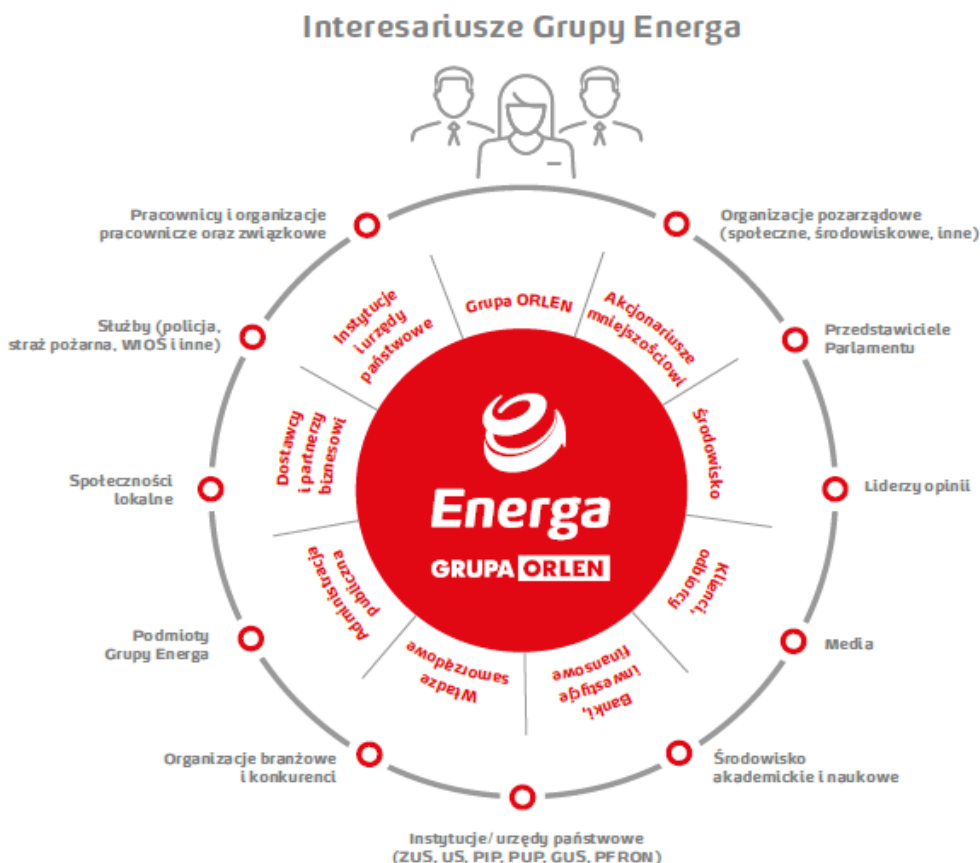 Interesariusze Grupy Energa
Pracownicy i organizacje
pracownicze oraz związkowe
Organizacje pozarządowe
(społeczne, środowiskowe, inne)
Służby (policja,
straż pożarna, WIOŚ i inne)
Przedstawiciele
Parlamentu
Społeczności
lokalne
Liderzy opinii
Podmioty
Grupy Energa
Media
Organizacje branżowe
i konkurenci
Środowisko
akademickie i naukowe
Instytucje/urzędy państwowe
(ZUS, US, PIP, PUP, GUS, PFRON)
Grupa ORLEN
Akcjonariusze
mniejszościowi
Środowisko
Klienci,
odbiorcy
Banki,
inwestycje
finansowe
Władze
samorządowe
Administracja
publiczna
Dostawcy
i partnerzy
biznesowi
Instytucje
i urzędy
państwowe
Energa
GRUPA ORLEN